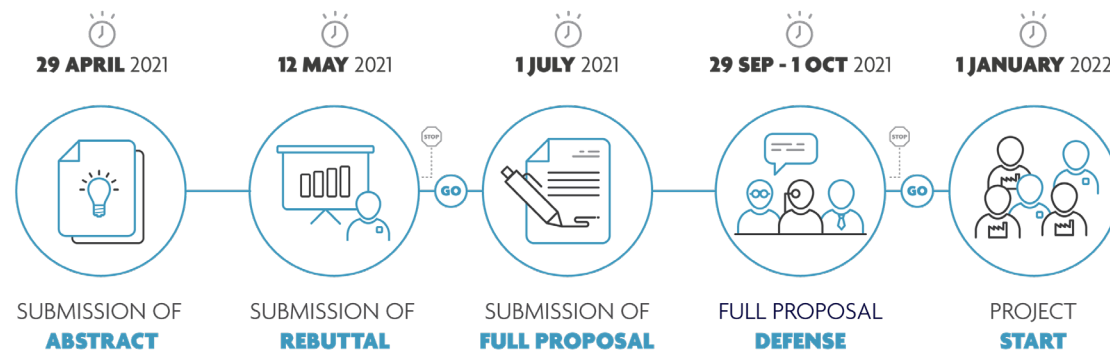 29 APRIL 2021
12 MAY 2021
1 JULY 2021
29 SEP - 1 OCT 2021
1 JANUARY 2022
STOP
STOP
GO
GO
SUBMISSION OF
ABSTRACT
SUBMISSION OF
REBUTTAL
SUBMISSION OF
FULL PROPOSAL
FULL PROPOSAL
DEFENSE
PROJECT
START